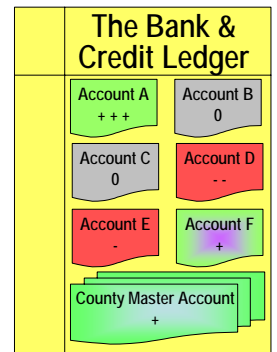 The Bank &
Credit Ledger
Account A
+ + +
Account B
0
Account C
0
Account D
- -
Account E
-
Account F
+
County Master Account
+